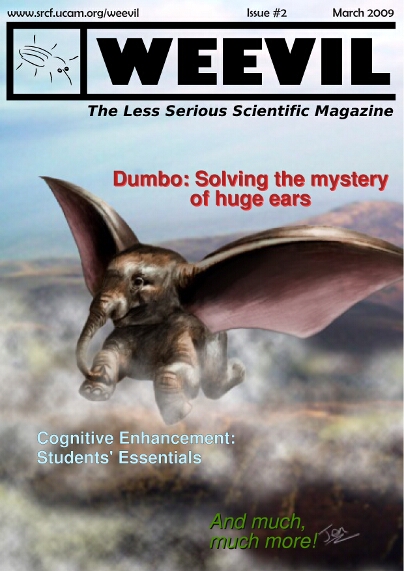 www.srcf.ucam.org/weevil Issue #2 March 2009
WEEVIL
The Less Serious Scientific Magazine
Dumbo: Solving the mystery
of huge ears
Cognitive Enhancement:
Students' Essentials
And much,
much more!